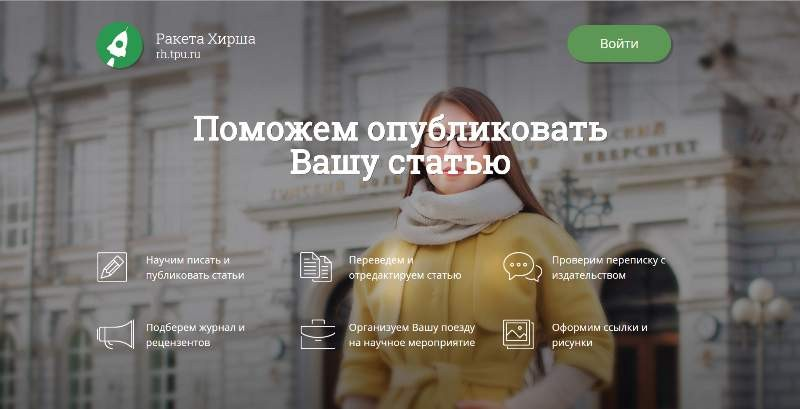 Ракета Хирша
rh.tpu.ru
Войти
Поможем опубликовать
Вашу статью
Научим писать и
публиковать статьи
Переведем и
отредактируем статью
Проверим переписку с
издательством
Подберем журнал и
рецензентов
Организуем Вашу поезду
на научное мероприятие
Оформим ссылки и
рисунки